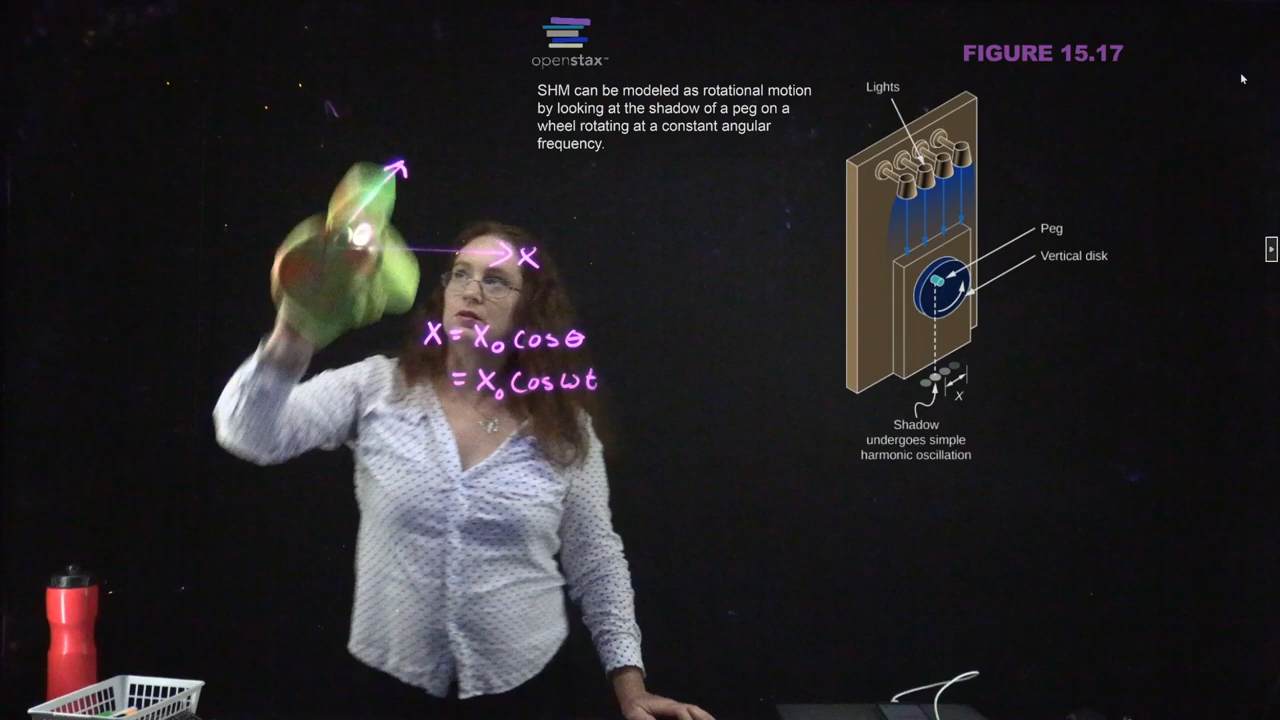 openstax™
FIGURE 15.17
SHM can be modeled as rotational motion
by looking at the shadow of a peg on a
wheel rotating at a constant angular
frequency.
Lights
Peg
Vertical disk
X
Shadow
undergoes simple
harmonic oscillation
θ
x
x = x₀ cos θ
= x₀ cos ωt